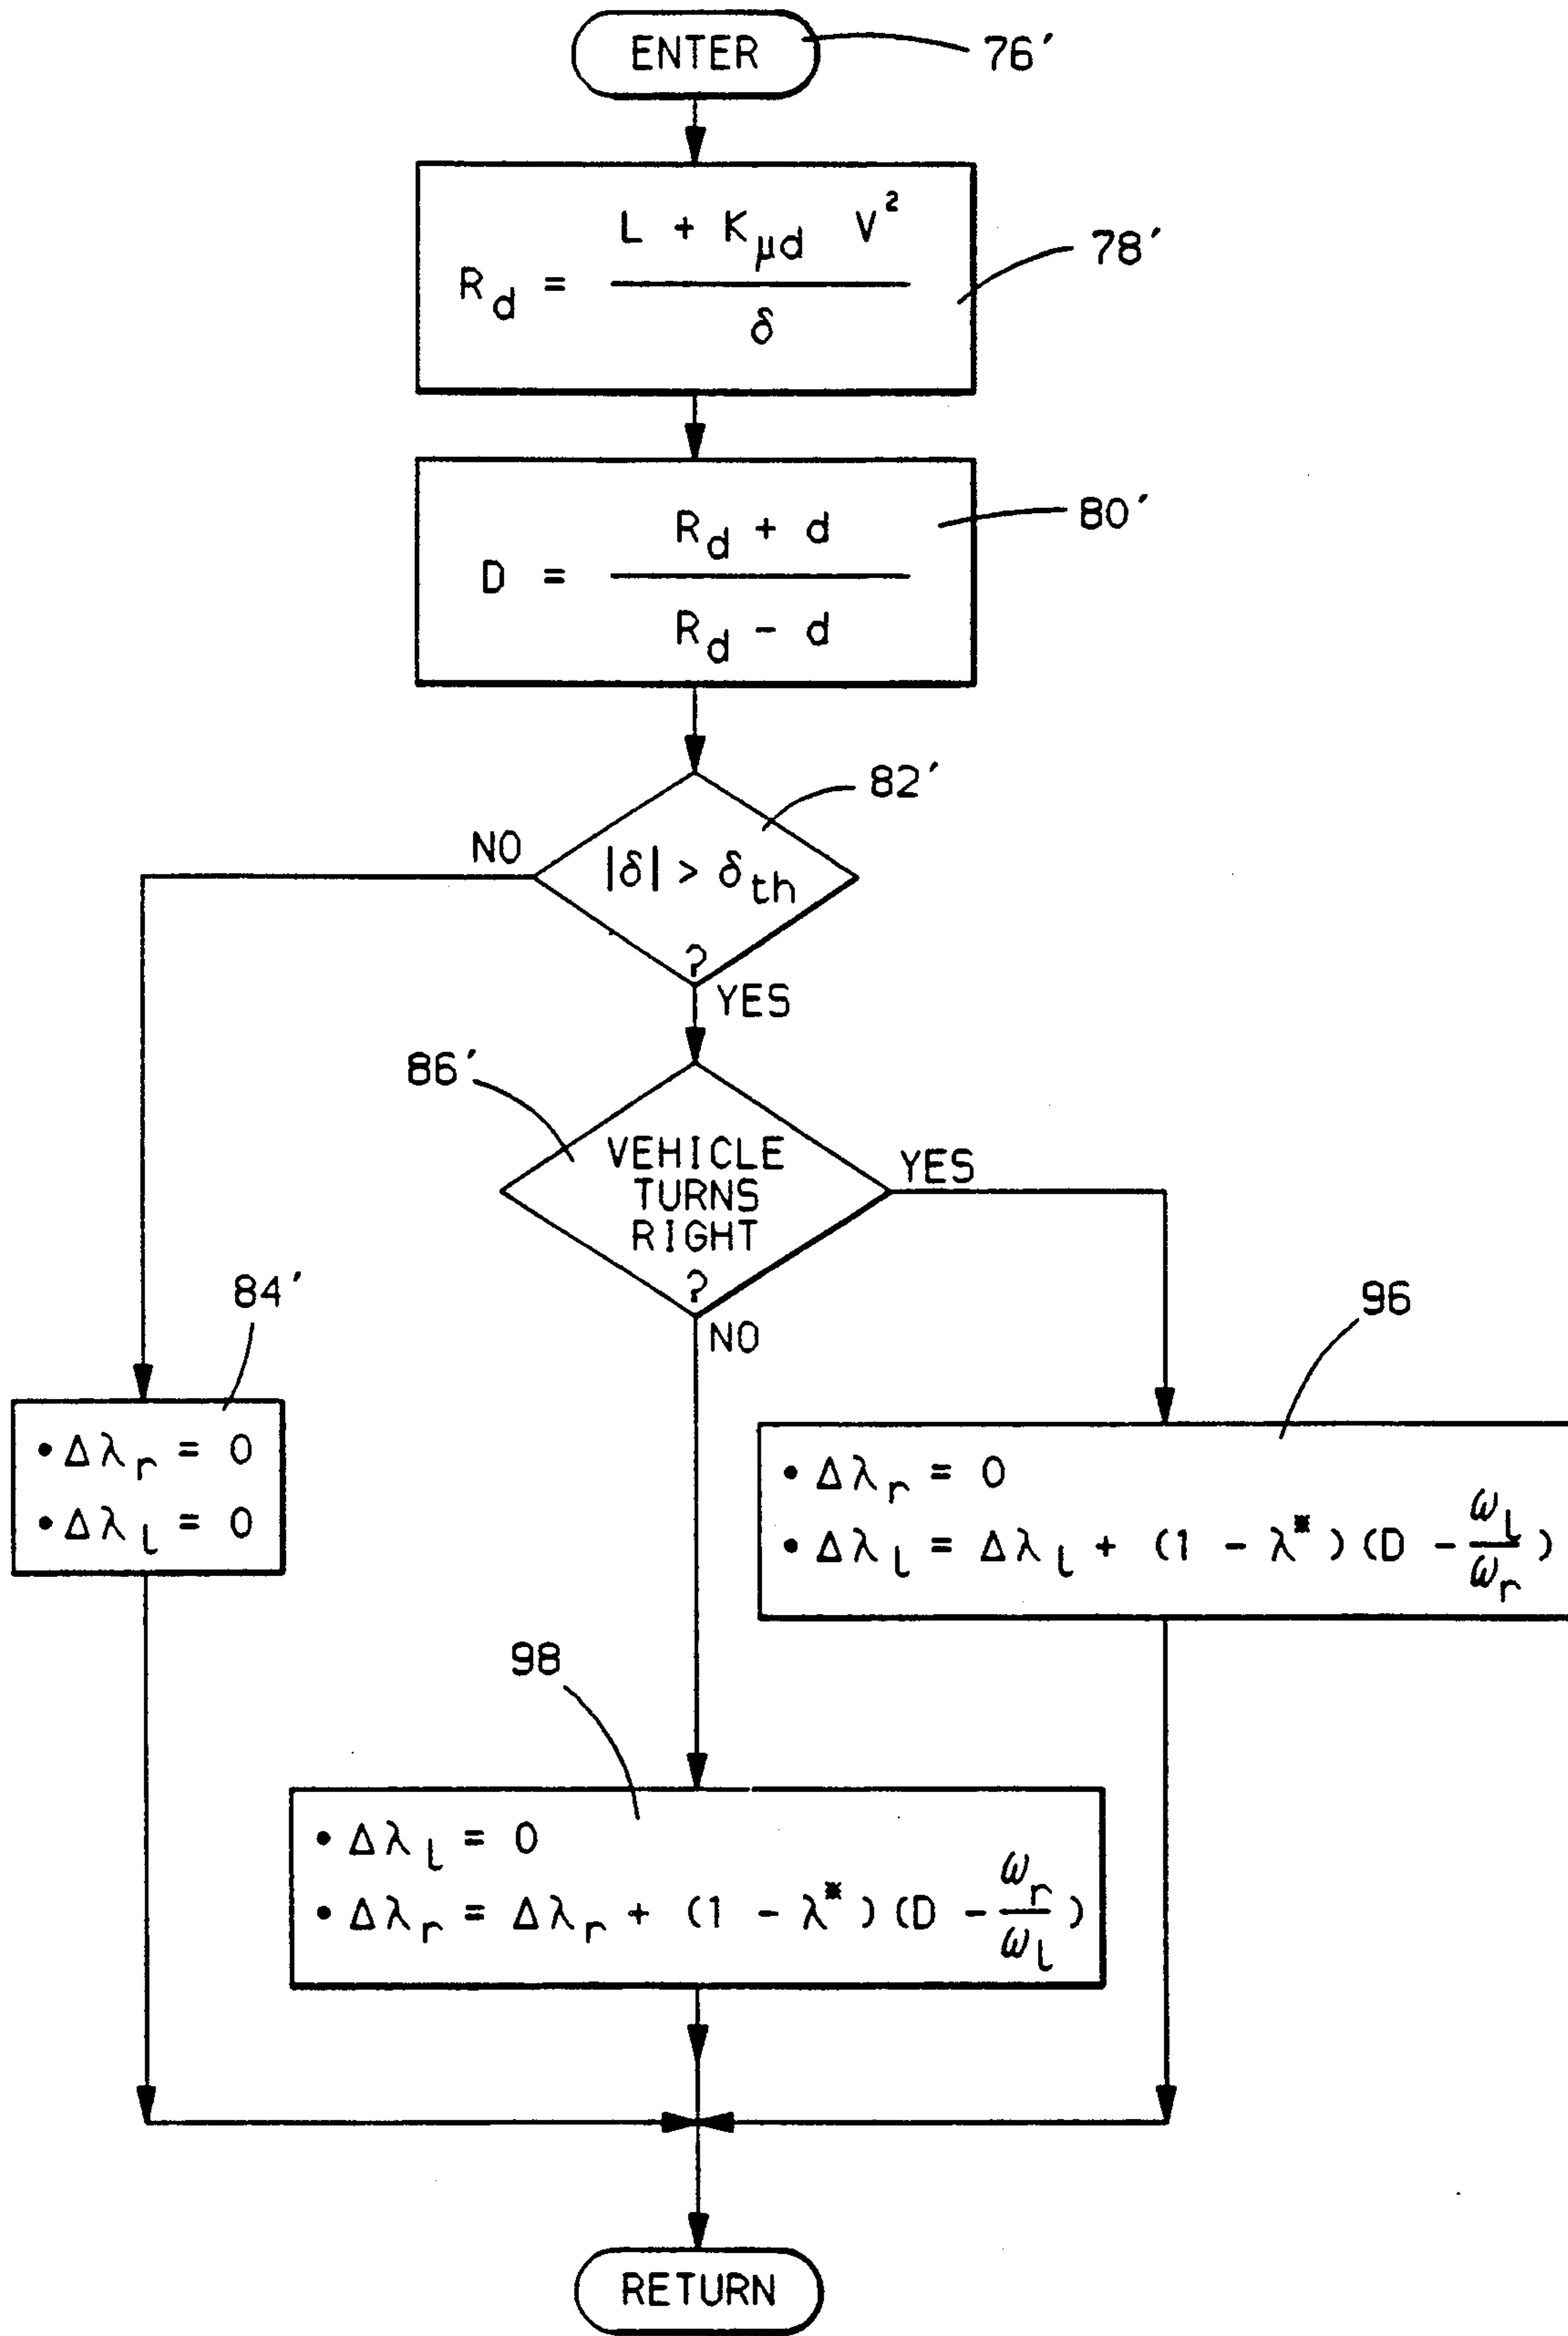 ENTER
76′
R_d = (L + K_μd V²) / δ
78′
D = (R_d + d) / (R_d - d)
80′
82′
NO
|δ| > δ_th
?
YES
86′
VEHICLE
TURNS
RIGHT
?
YES
NO
84′
• Δλ_r = 0
• Δλ_l = 0
96
• Δλ_r = 0
• Δλ_l = Δλ_l + (1 - λ*)(D - ω_l/ω_r)
98
• Δλ_l = 0
• Δλ_r = Δλ_r + (1 - λ*)(D - ω_r/ω_l)
RETURN